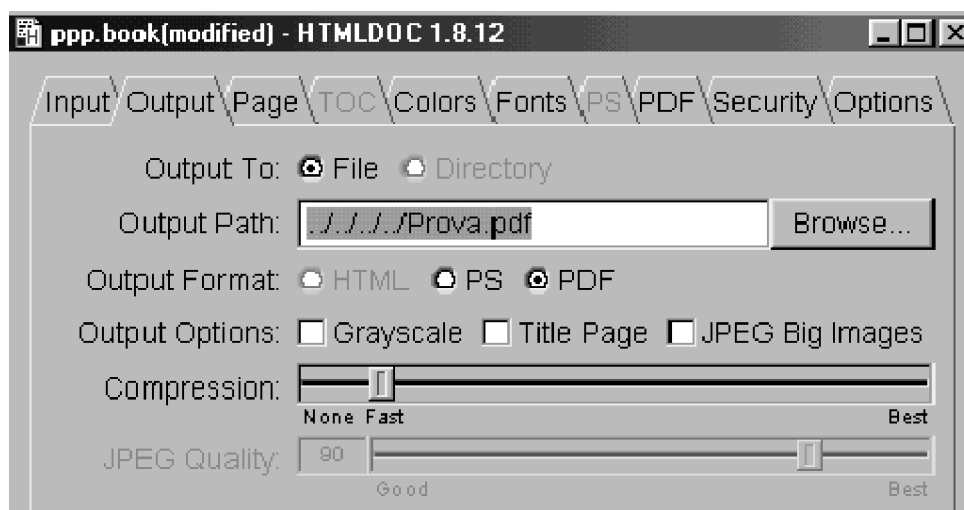 ppp.book(modified) - HTMLDOC 1.8.12
Input Output Page TOC Colors Fonts PS PDF Security Options
Output To: File Directory
Output Path: ../../../../Prova.pdf Browse...
Output Format: HTML PS PDF
Output Options: Grayscale Title Page JPEG Big Images
Compression:
None Fast Best
JPEG Quality: 90
Good Best